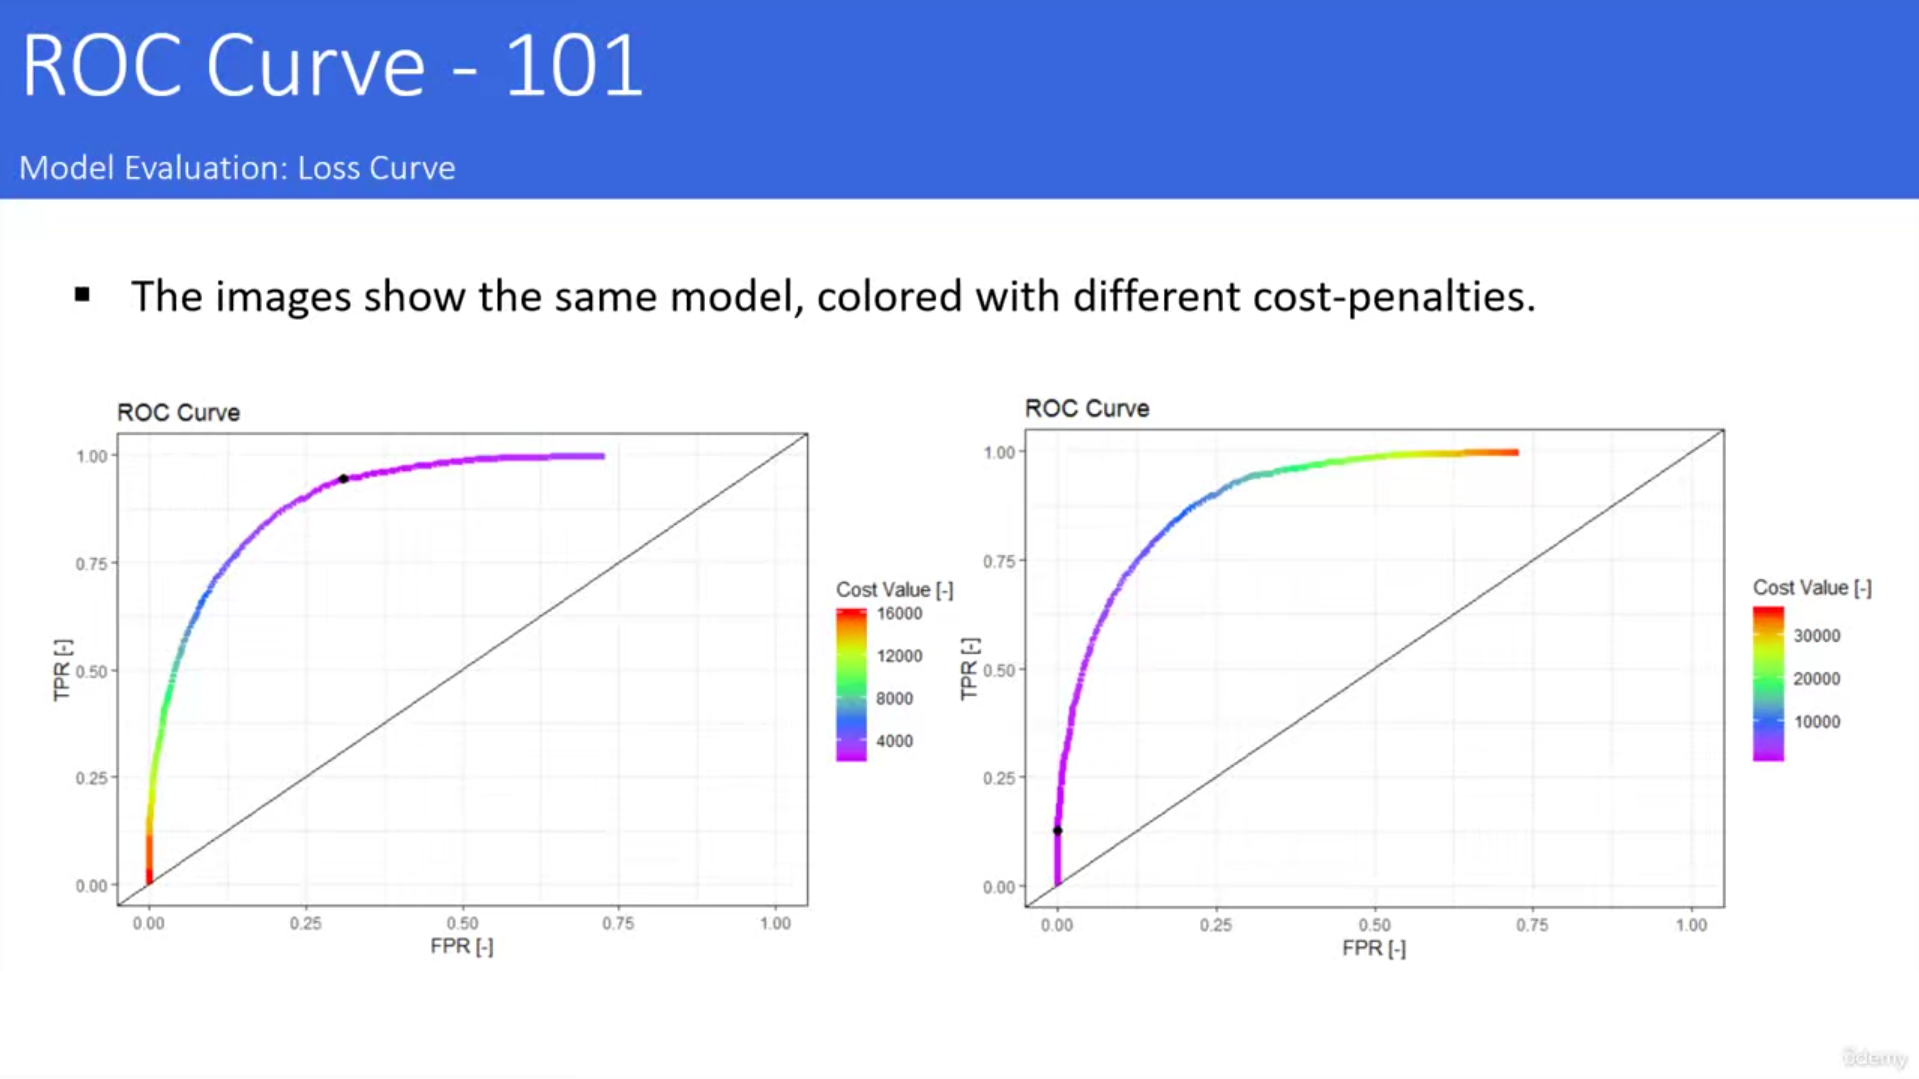 ROC Curve - 101
Model Evaluation: Loss Curve
▪ The images show the same model, colored with different cost-penalties.
ROC Curve
1.00
0.75
0.50
0.25
0.00
TPR [-]
0.00 0.25 0.50 0.75 1.00
FPR [-]
Cost Value [-]
16000
12000
8000
4000
ROC Curve
1.00
0.75
0.50
0.25
0.00
TPR [-]
0.00 0.25 0.50 0.75 1.00
FPR [-]
Cost Value [-]
30000
20000
10000
ûdemy